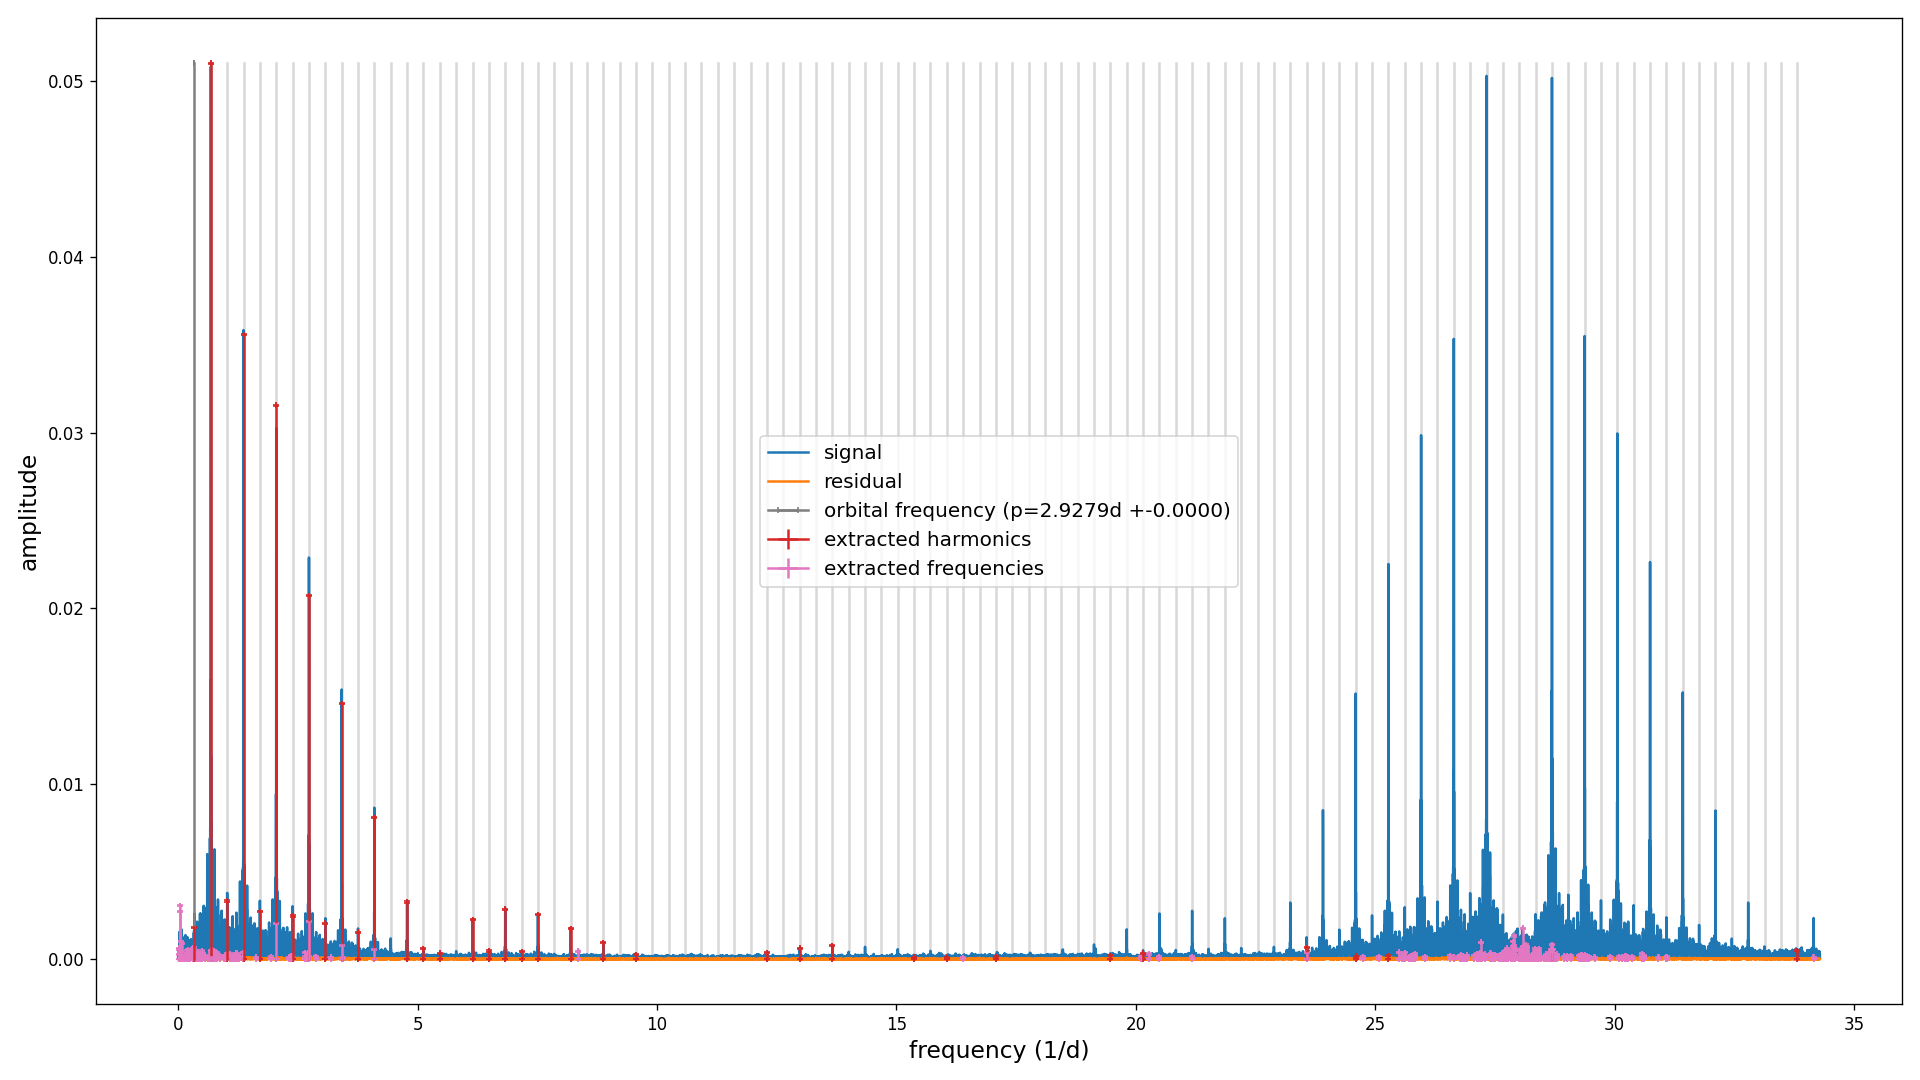 0.05
0.04
0.03
0.02
0.01
0.00
amplitude
signal
residual
orbital frequency (p=2.9279d +-0.0000)
extracted harmonics
extracted frequencies
0 5 10 15 20 25 30 35
frequency (1/d)